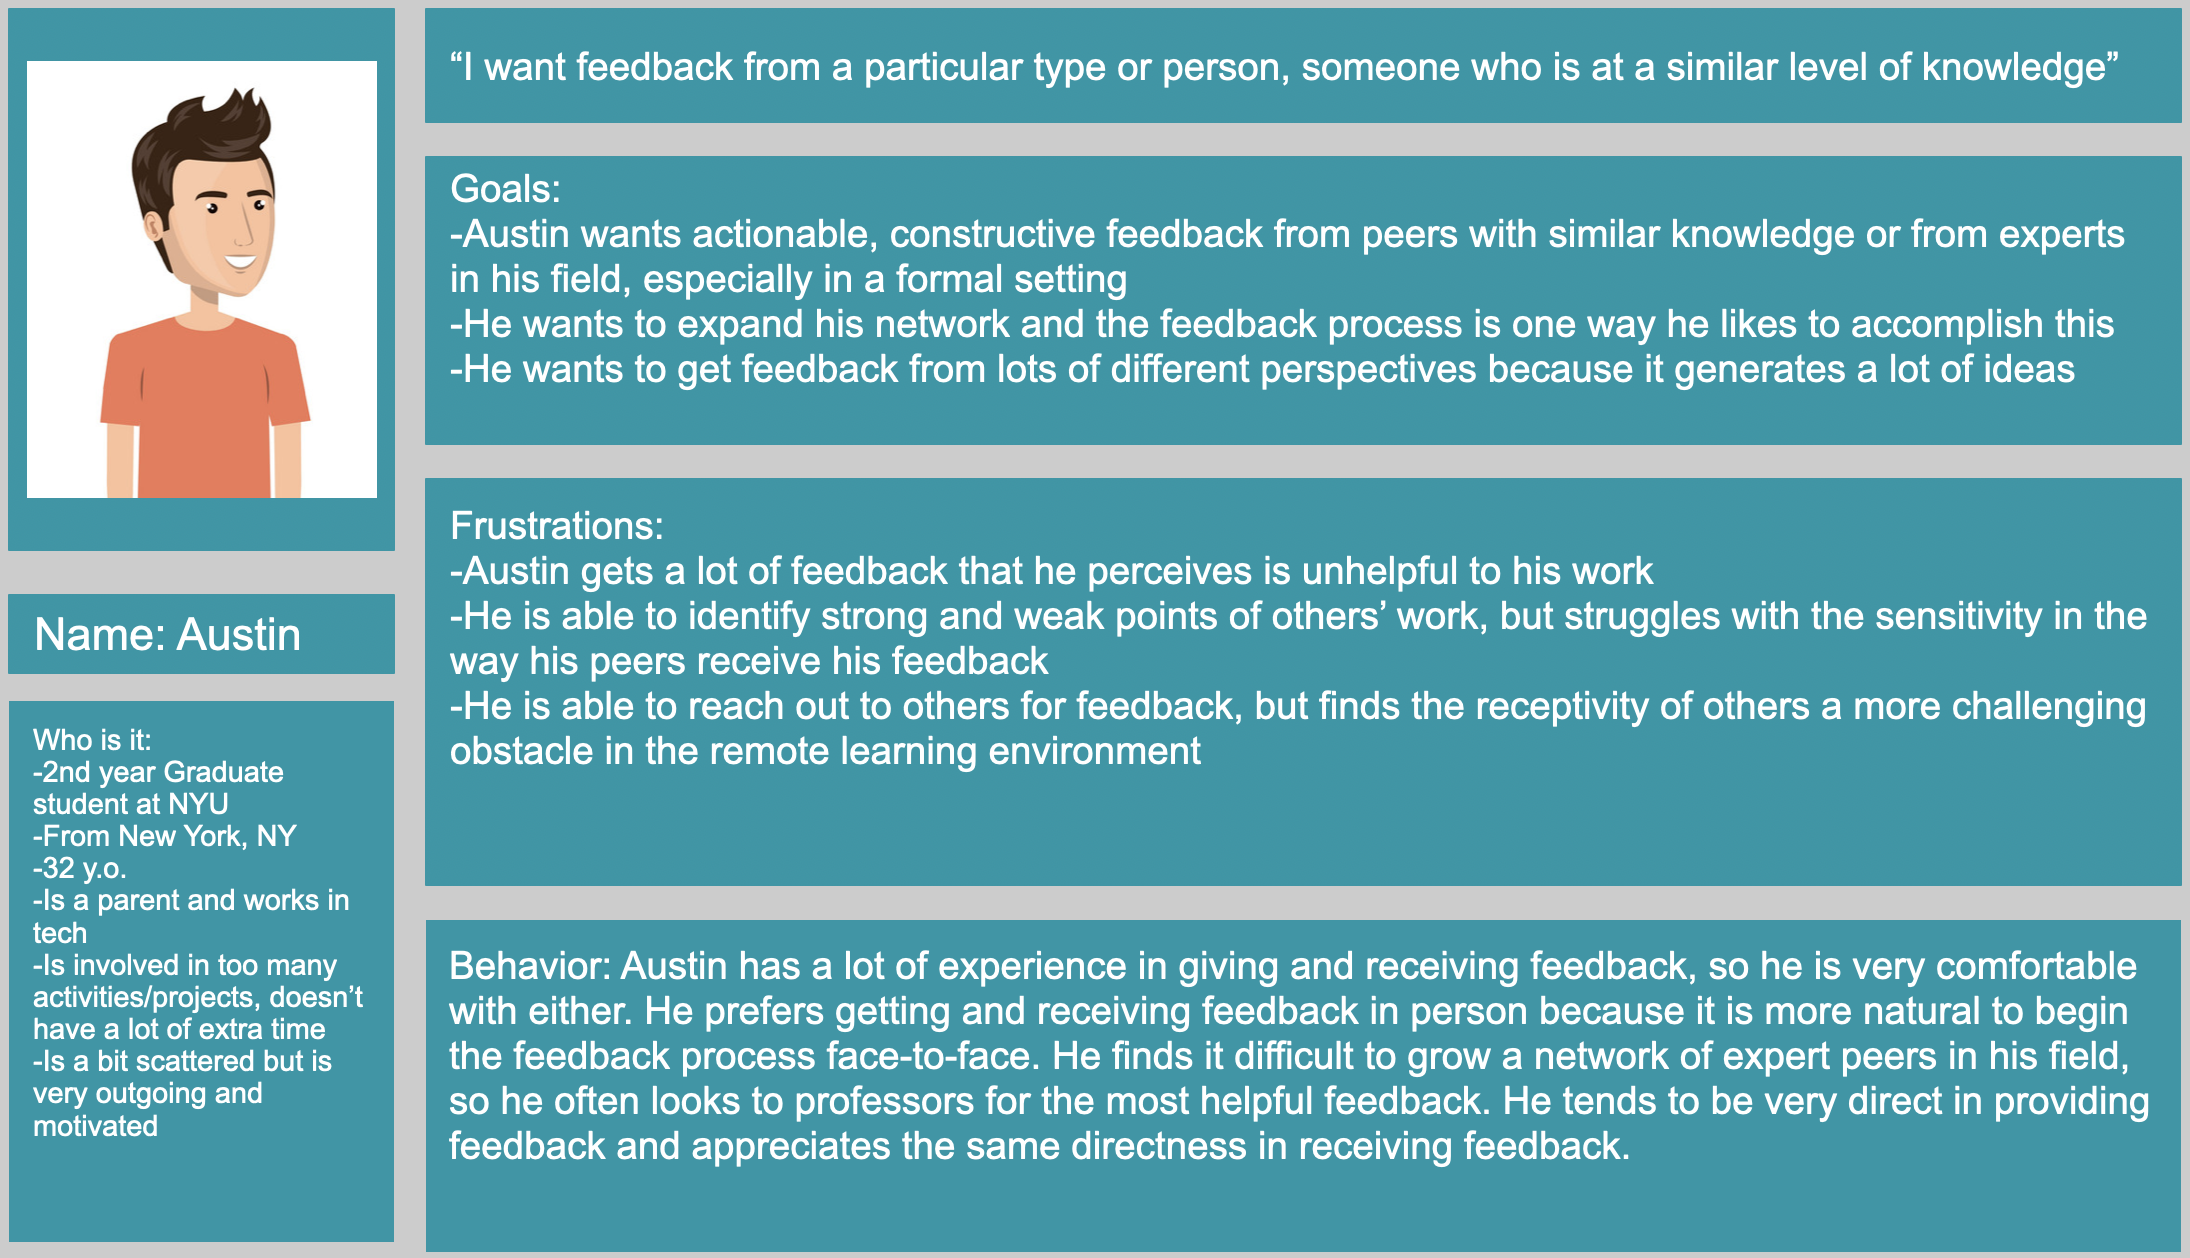 “I want feedback from a particular type or person, someone who is at a similar level of knowledge”
Goals:
-Austin wants actionable, constructive feedback from peers with similar knowledge or from experts
in his field, especially in a formal setting
-He wants to expand his network and the feedback process is one way he likes to accomplish this
-He wants to get feedback from lots of different perspectives because it generates a lot of ideas
Frustrations:
-Austin gets a lot of feedback that he perceives is unhelpful to his work
-He is able to identify strong and weak points of others’ work, but struggles with the sensitivity in the
way his peers receive his feedback
-He is able to reach out to others for feedback, but finds the receptivity of others a more challenging
obstacle in the remote learning environment
Name: Austin
Who is it:
-2nd year Graduate
student at NYU
-From New York, NY
-32 y.o.
-Is a parent and works in
tech
-Is involved in too many
activities/projects, doesn’t
have a lot of extra time
-Is a bit scattered but is
very outgoing and
motivated
Behavior: Austin has a lot of experience in giving and receiving feedback, so he is very comfortable
with either. He prefers getting and receiving feedback in person because it is more natural to begin
the feedback process face-to-face. He finds it difficult to grow a network of expert peers in his field,
so he often looks to professors for the most helpful feedback. He tends to be very direct in providing
feedback and appreciates the same directness in receiving feedback.